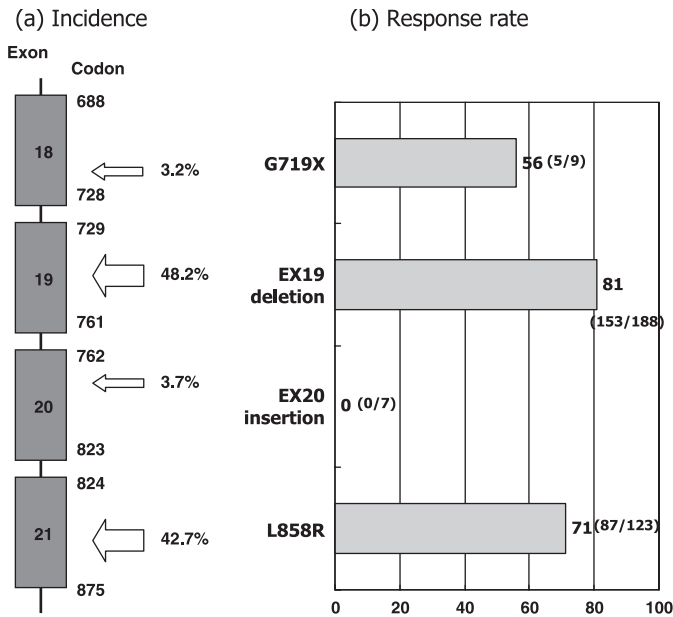 (a) Incidence
Exon
Codon
688
18
3.2%
728
729
19
48.2%
761
762
3.7%
20
823
824
21
42.7%
875
(b) Response rate
G719X
56 (5/9)
EX19
deletion
81
(153/188)
EX20
insertion
0 (0/7)
L858R
71 (87/123)
0 20 40 60 80 100